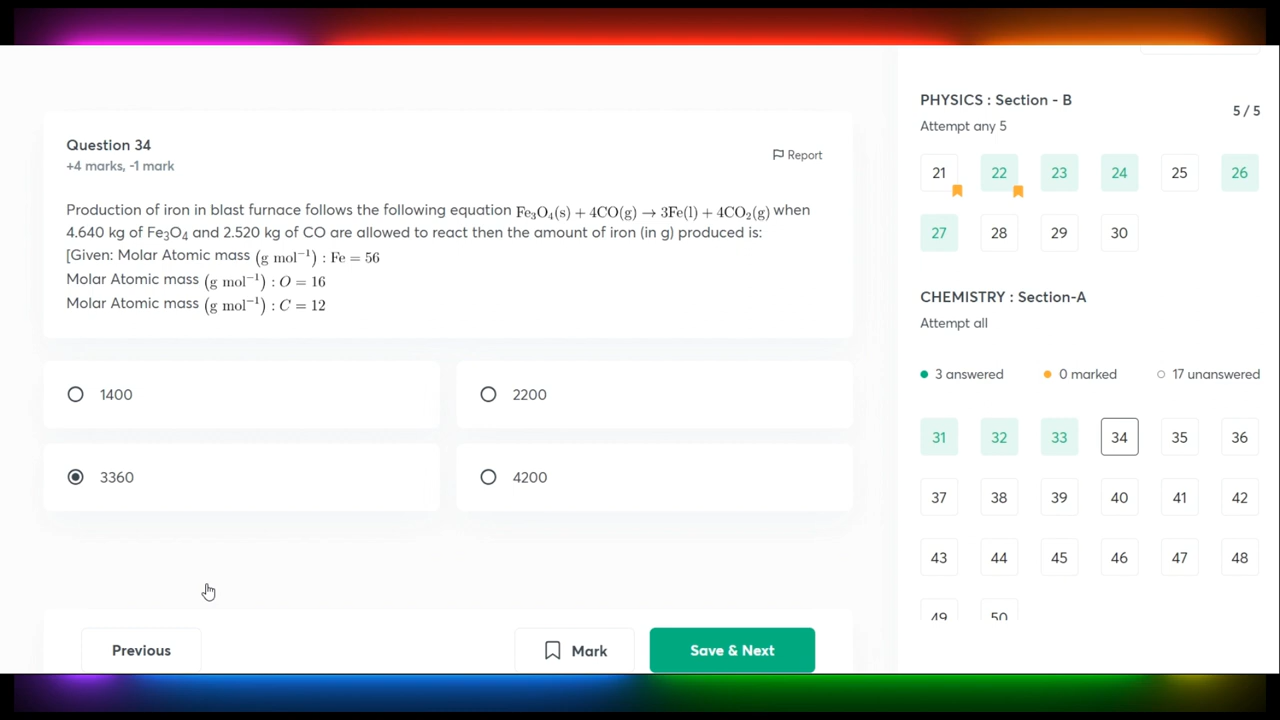 Question 34
+4 marks, -1 mark
Report
Production of iron in blast furnace follows the following equation Fe₃O₄(s) + 4CO(g) → 3Fe(l) + 4CO₂(g) when
4.640 kg of Fe₃O₄ and 2.520 kg of CO are allowed to react then the amount of iron (in g) produced is:
[Given: Molar Atomic mass (g mol⁻¹) : Fe = 56
Molar Atomic mass (g mol⁻¹) : O = 16
Molar Atomic mass (g mol⁻¹) : C = 12
1400
2200
3360
4200
Previous
Mark
Save & Next
PHYSICS : Section - B
5 / 5
Attempt any 5
21 22 23 24 25 26
27 28 29 30
CHEMISTRY : Section-A
Attempt all
3 answered 0 marked 17 unanswered
31 32 33 34 35 36
37 38 39 40 41 42
43 44 45 46 47 48
49 50